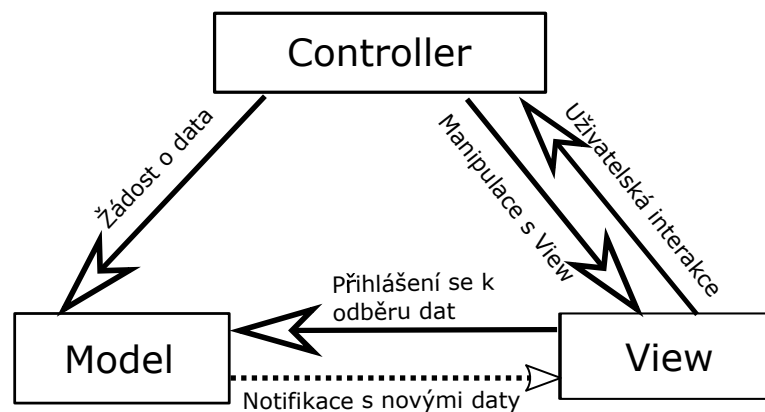 Controller
Žádost o data
Manipulace s View
Uživatelská interakce
Přihlášení se k
odběru dat
Model
View
Notifikace s novými daty